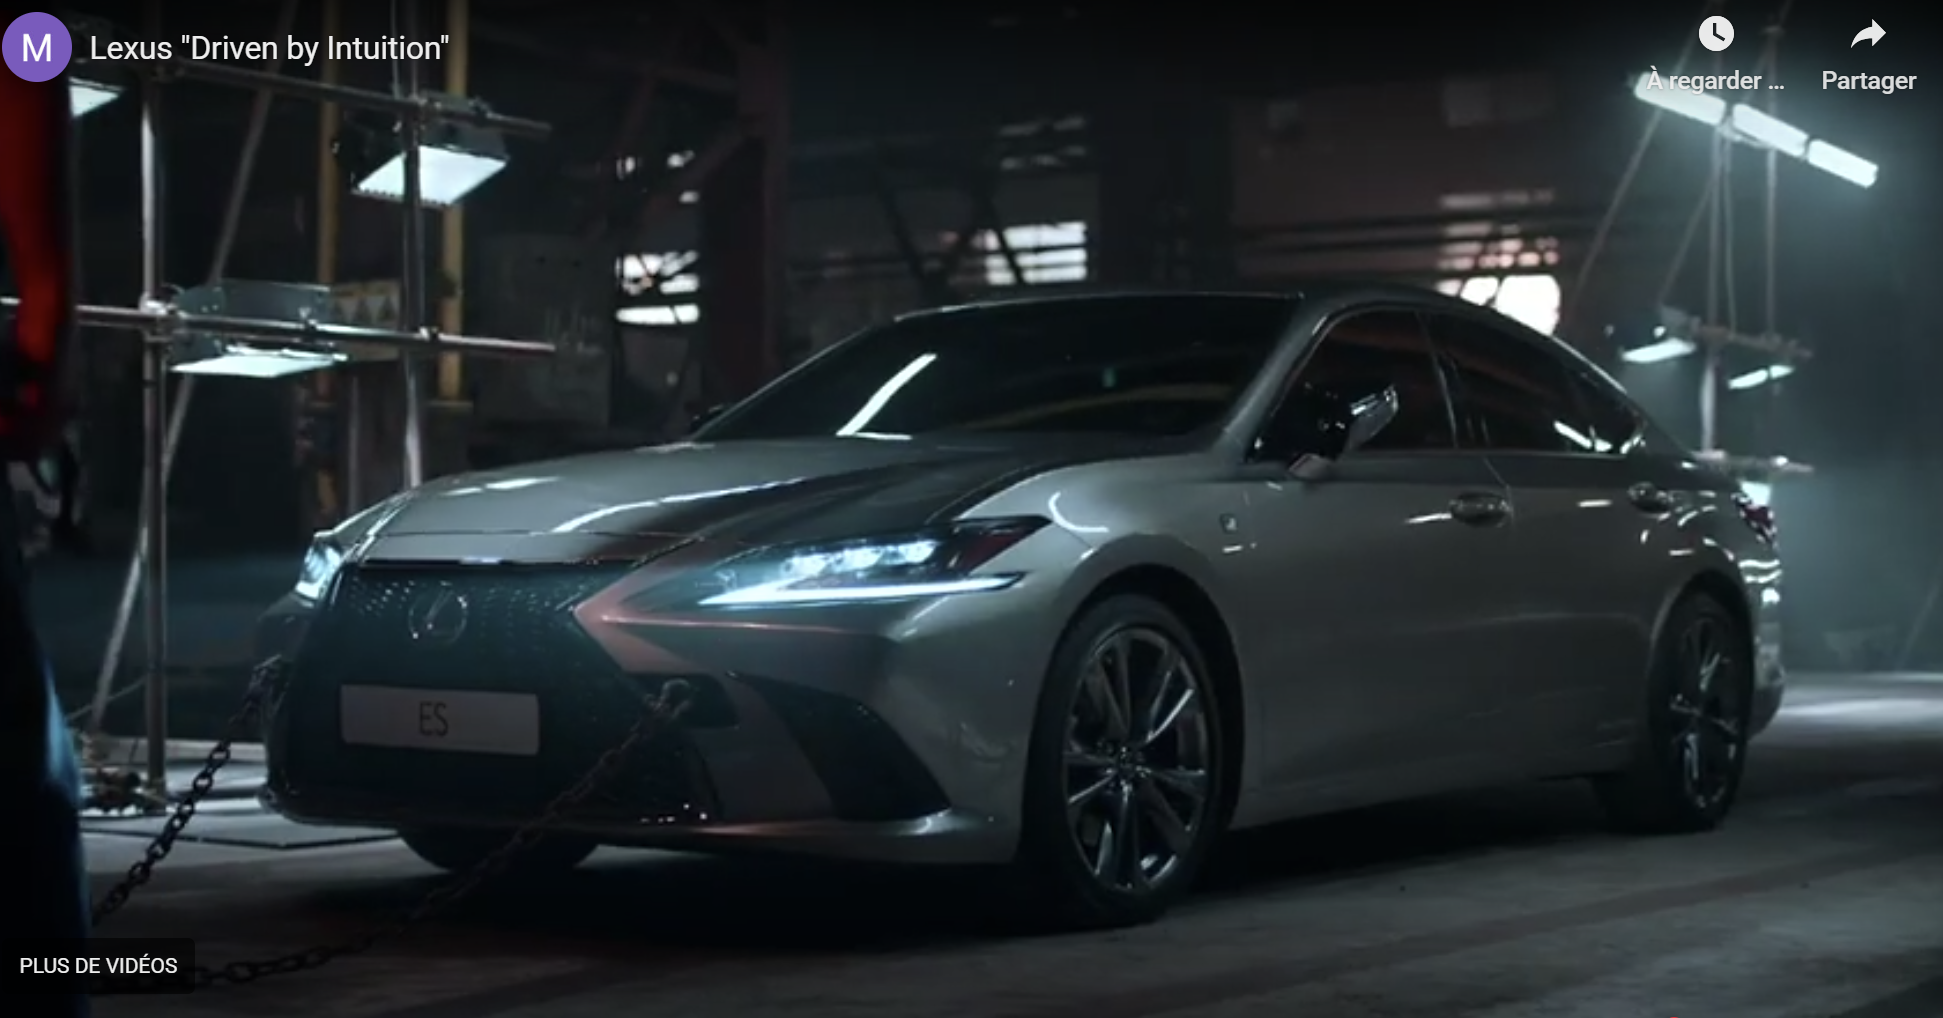 M
Lexus "Driven by Intuition"
À regarder ...
Partager
ES
PLUS DE VIDÉOS